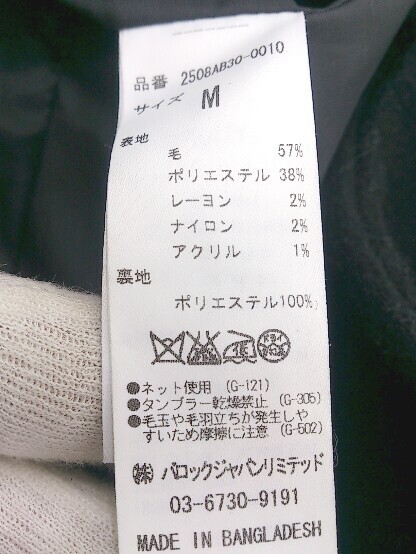 品番 2508AB30-0010
サイズ M
表地
毛 57%
ポリエステル 38%
レーヨン 2%
ナイロン 2%
アクリル 1%
裏地
ポリエステル100%
●ネット使用 (G-121)
●タンブラー乾燥禁止 (G-305)
●毛玉や毛羽立ちが発生しや
すいため摩擦に注意 (G-502)
㈱ バロックジャパンリミテッド
03-6730-9191
MADE IN BANGLADESH